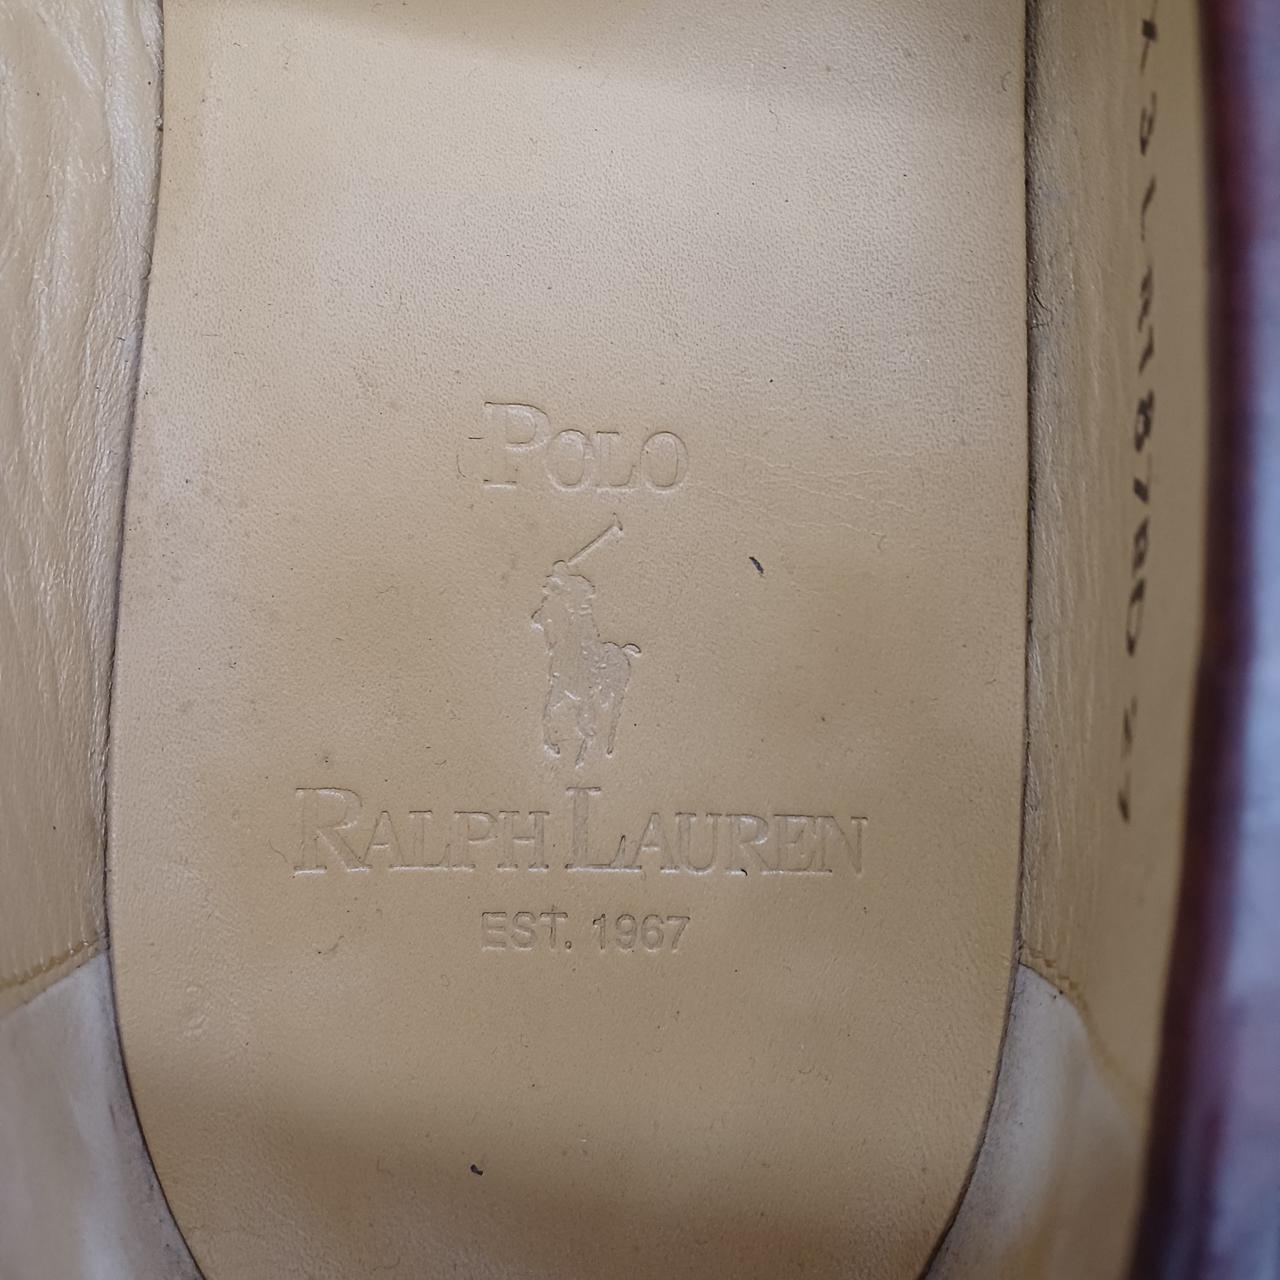 POLO
RALPH LAUREN
EST. 1967